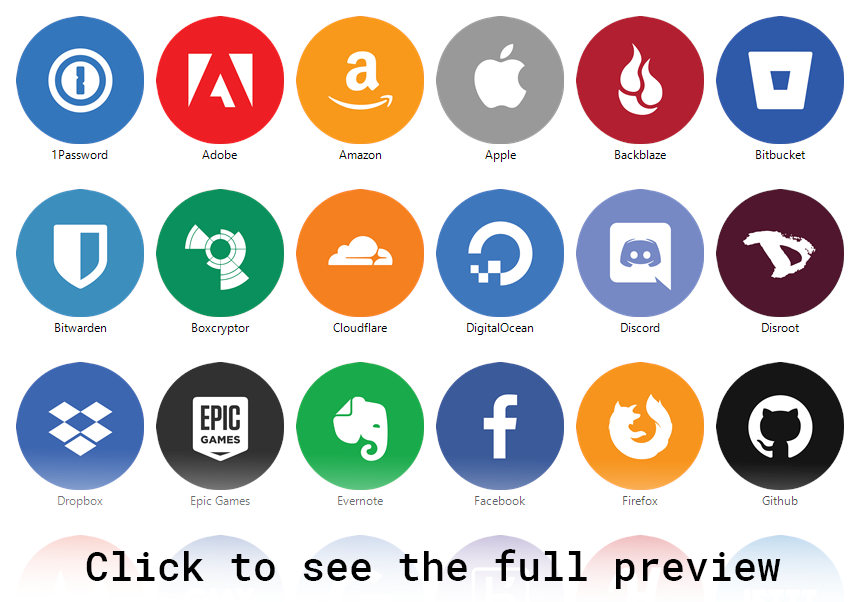 1Password Adobe Amazon Apple Backblaze Bitbucket
Bitwarden Boxcryptor Cloudflare DigitalOcean Discord Disroot
EPIC
GAMES
Dropbox Epic Games Evernote Facebook Firefox Github
Click to see the full preview